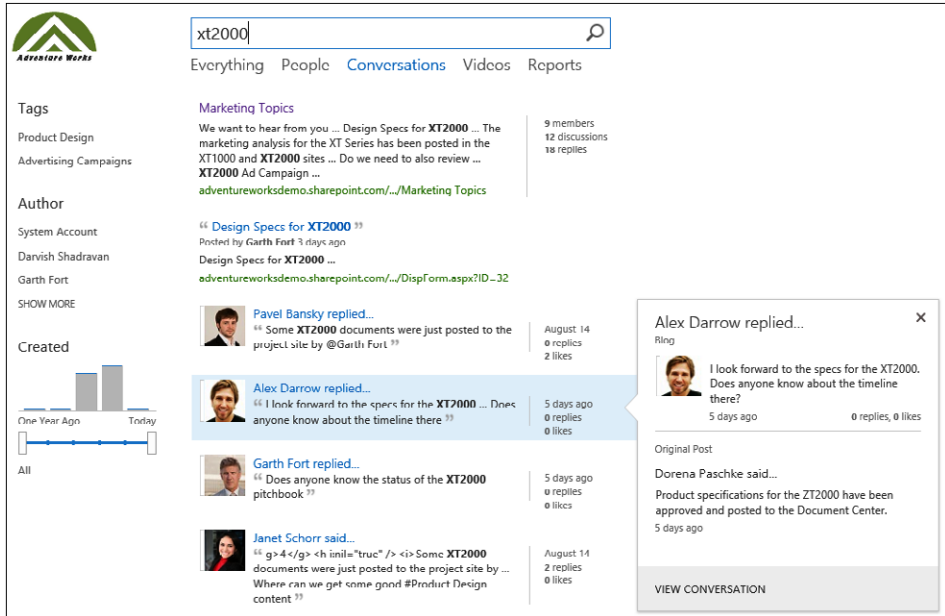 Adventure Works
xt2000
Everything People Conversations Videos Reports
Tags
Product Design
Advertising Campaigns
Author
System Account
Darvish Shadravan
Garth Fort
SHOW MORE
Created
One Year Ago Today
All
Marketing Topics
We want to hear from you ... Design Specs for XT2000 ... The
marketing analysis for the XT Series has been posted in the
XT1000 and XT2000 sites ... Do we need to also review ...
XT2000 Ad Campaign ...
adventureworksdemo.sharepoint.com/.../Marketing Topics
9 members
12 discussions
18 replies
“ Design Specs for XT2000 ”
Posted by Garth Fort 3 days ago
Design Specs for XT2000 ...
adventureworksdemo.sharepoint.com/.../DispForm.aspx?ID=32
Pavel Bansky replied...
“ Some XT2000 documents were just posted to the
project site by @Garth Fort ”
August 14
0 replies
2 likes
Alex Darrow replied...
“ I look forward to the specs for the XT2000 ... Does
anyone know about the timeline there ”
5 days ago
0 replies
0 likes
Garth Fort replied...
“ Does anyone know the status of the XT2000
pitchbook ”
5 days ago
0 replies
0 likes
Janet Schorr said...
“ g>4</g> <h imil="true" /> <i>Some XT2000
documents were just posted to the project site by ...
Where can we get some good #Product Design
content ”
August 14
2 replies
0 likes
Alex Darrow replied...
Blog
I look forward to the specs for the XT2000.
Does anyone know about the timeline
there?
5 days ago 0 replies, 0 likes
Original Post
Dorena Paschke said...
Product specifications for the ZT2000 have been
approved and posted to the Document Center.
5 days ago
VIEW CONVERSATION